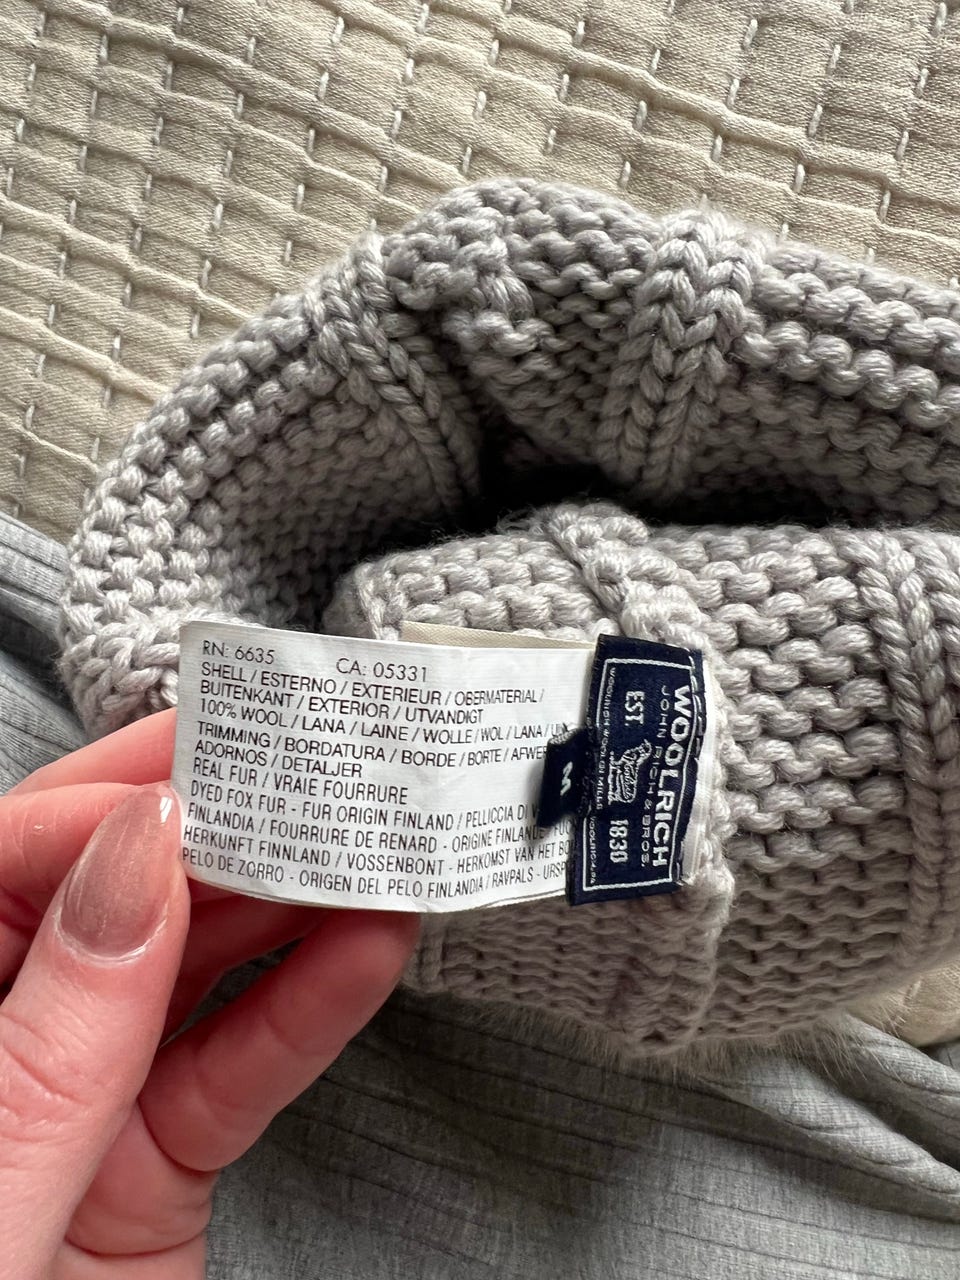 RN: 6635 CA: 05331
SHELL / ESTERNO / EXTERIEUR / OBERMATERIAL /
BUITENKANT / EXTERIOR / UTVANDIGT
100% WOOL / LANA / LAINE / WOLLE / WOL / LANA /
TRIMMING / BORDATURA / BORDE / BORTE / AFWER
ADORNOS / DETALJER
REAL FUR / VRAIE FOURRURE
DYED FOX FUR - FUR ORIGIN FINLAND / PELLICCIA DI
FINLANDIA / FOURRURE DE RENARD - ORIGINE FINLANDE
HERKUNFT FINNLAND / VOSSENBONT - HERKOMST VAN HET
PELO DE ZORRO - ORIGEN DEL PELO FINLANDIA / RAVPALS - URSP
WOOLRICH
JOHN RICH & BROS.
EST 1830